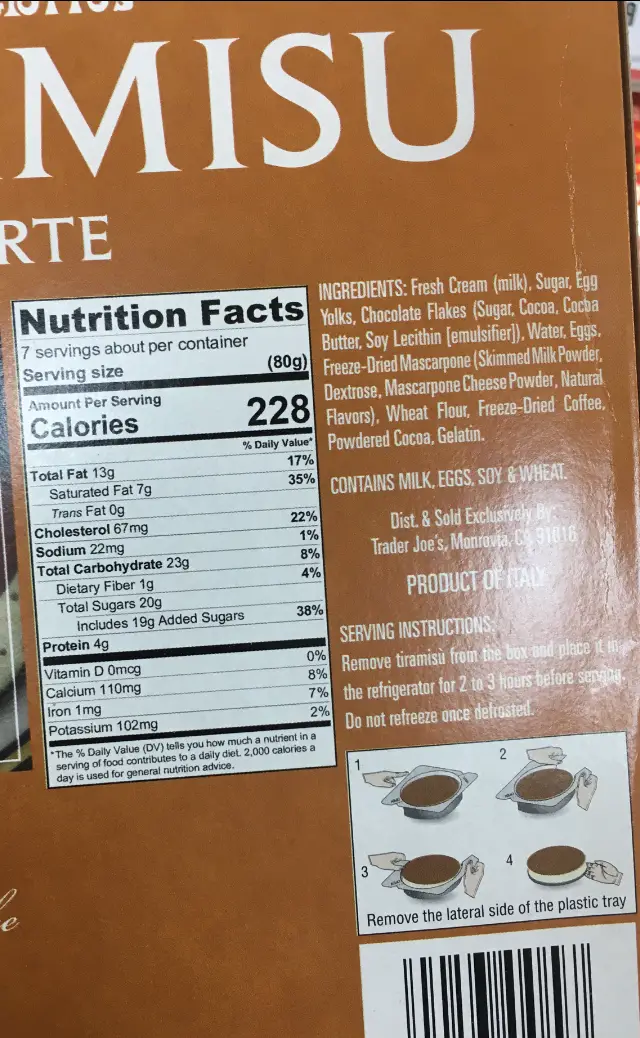 MISU
RTE
Nutrition Facts
7 servings about per container
Serving size (80g)
Amount Per Serving
Calories 228
% Daily Value*
Total Fat 13g 17%
Saturated Fat 7g 35%
Trans Fat 0g
Cholesterol 67mg 22%
Sodium 22mg 1%
Total Carbohydrate 23g 8%
Dietary Fiber 1g 4%
Total Sugars 20g
Includes 19g Added Sugars 38%
Protein 4g
Vitamin D 0mcg 0%
Calcium 110mg 8%
Iron 1mg 7%
Potassium 102mg 2%
*The % Daily Value (DV) tells you how much a nutrient in a
serving of food contributes to a daily diet. 2,000 calories a
day is used for general nutrition advice.
INGREDIENTS: Fresh Cream (milk), Sugar, Egg
Yolks, Chocolate Flakes (Sugar, Cocoa, Cocoa
Butter, Soy Lecithin [emulsifier]), Water, Eggs,
Freeze-Dried Mascarpone (Skimmed Milk Powder,
Dextrose, Mascarpone Cheese Powder, Natural
Flavors), Wheat Flour, Freeze-Dried Coffee,
Powdered Cocoa, Gelatin.
CONTAINS MILK, EGGS, SOY & WHEAT.
Dist. & Sold Exclusively By:
Trader Joe's, Monrovia, CA 91016
PRODUCT OF ITALY
SERVING INSTRUCTIONS:
Remove tiramisù from the box and place it in
the refrigerator for 2 to 3 hours before serving.
Do not refreeze once defrosted.
1
2
3
4
Remove the lateral side of the plastic tray